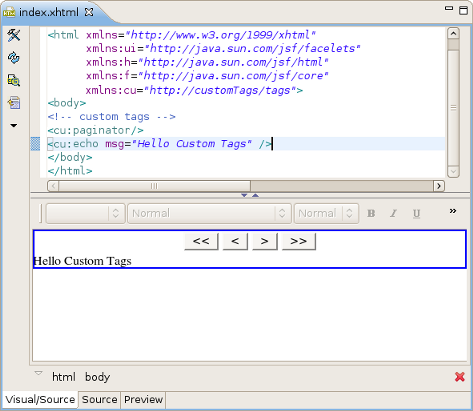 index.xhtml
<html xmlns="http://www.w3.org/1999/xhtml"
xmlns:ui="http://java.sun.com/jsf/facelets"
xmlns:h="http://java.sun.com/jsf/html"
xmlns:f="http://java.sun.com/jsf/core"
xmlns:cu="http://customTags/tags">
<body>
<!-- custom tags -->
<cu:paginator/>
<cu:echo msg="Hello Custom Tags" />
</body>
</html>
Normal Normal B I U »
<< < > >>
Hello Custom Tags
html body
Visual/Source Source Preview